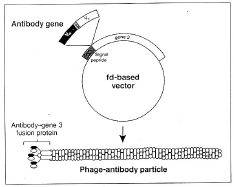 Antibody gene
gene 3
Signal
peptide
fd-based
vector
Antibody-gene 3
fusion protein
Phage-antibody particle